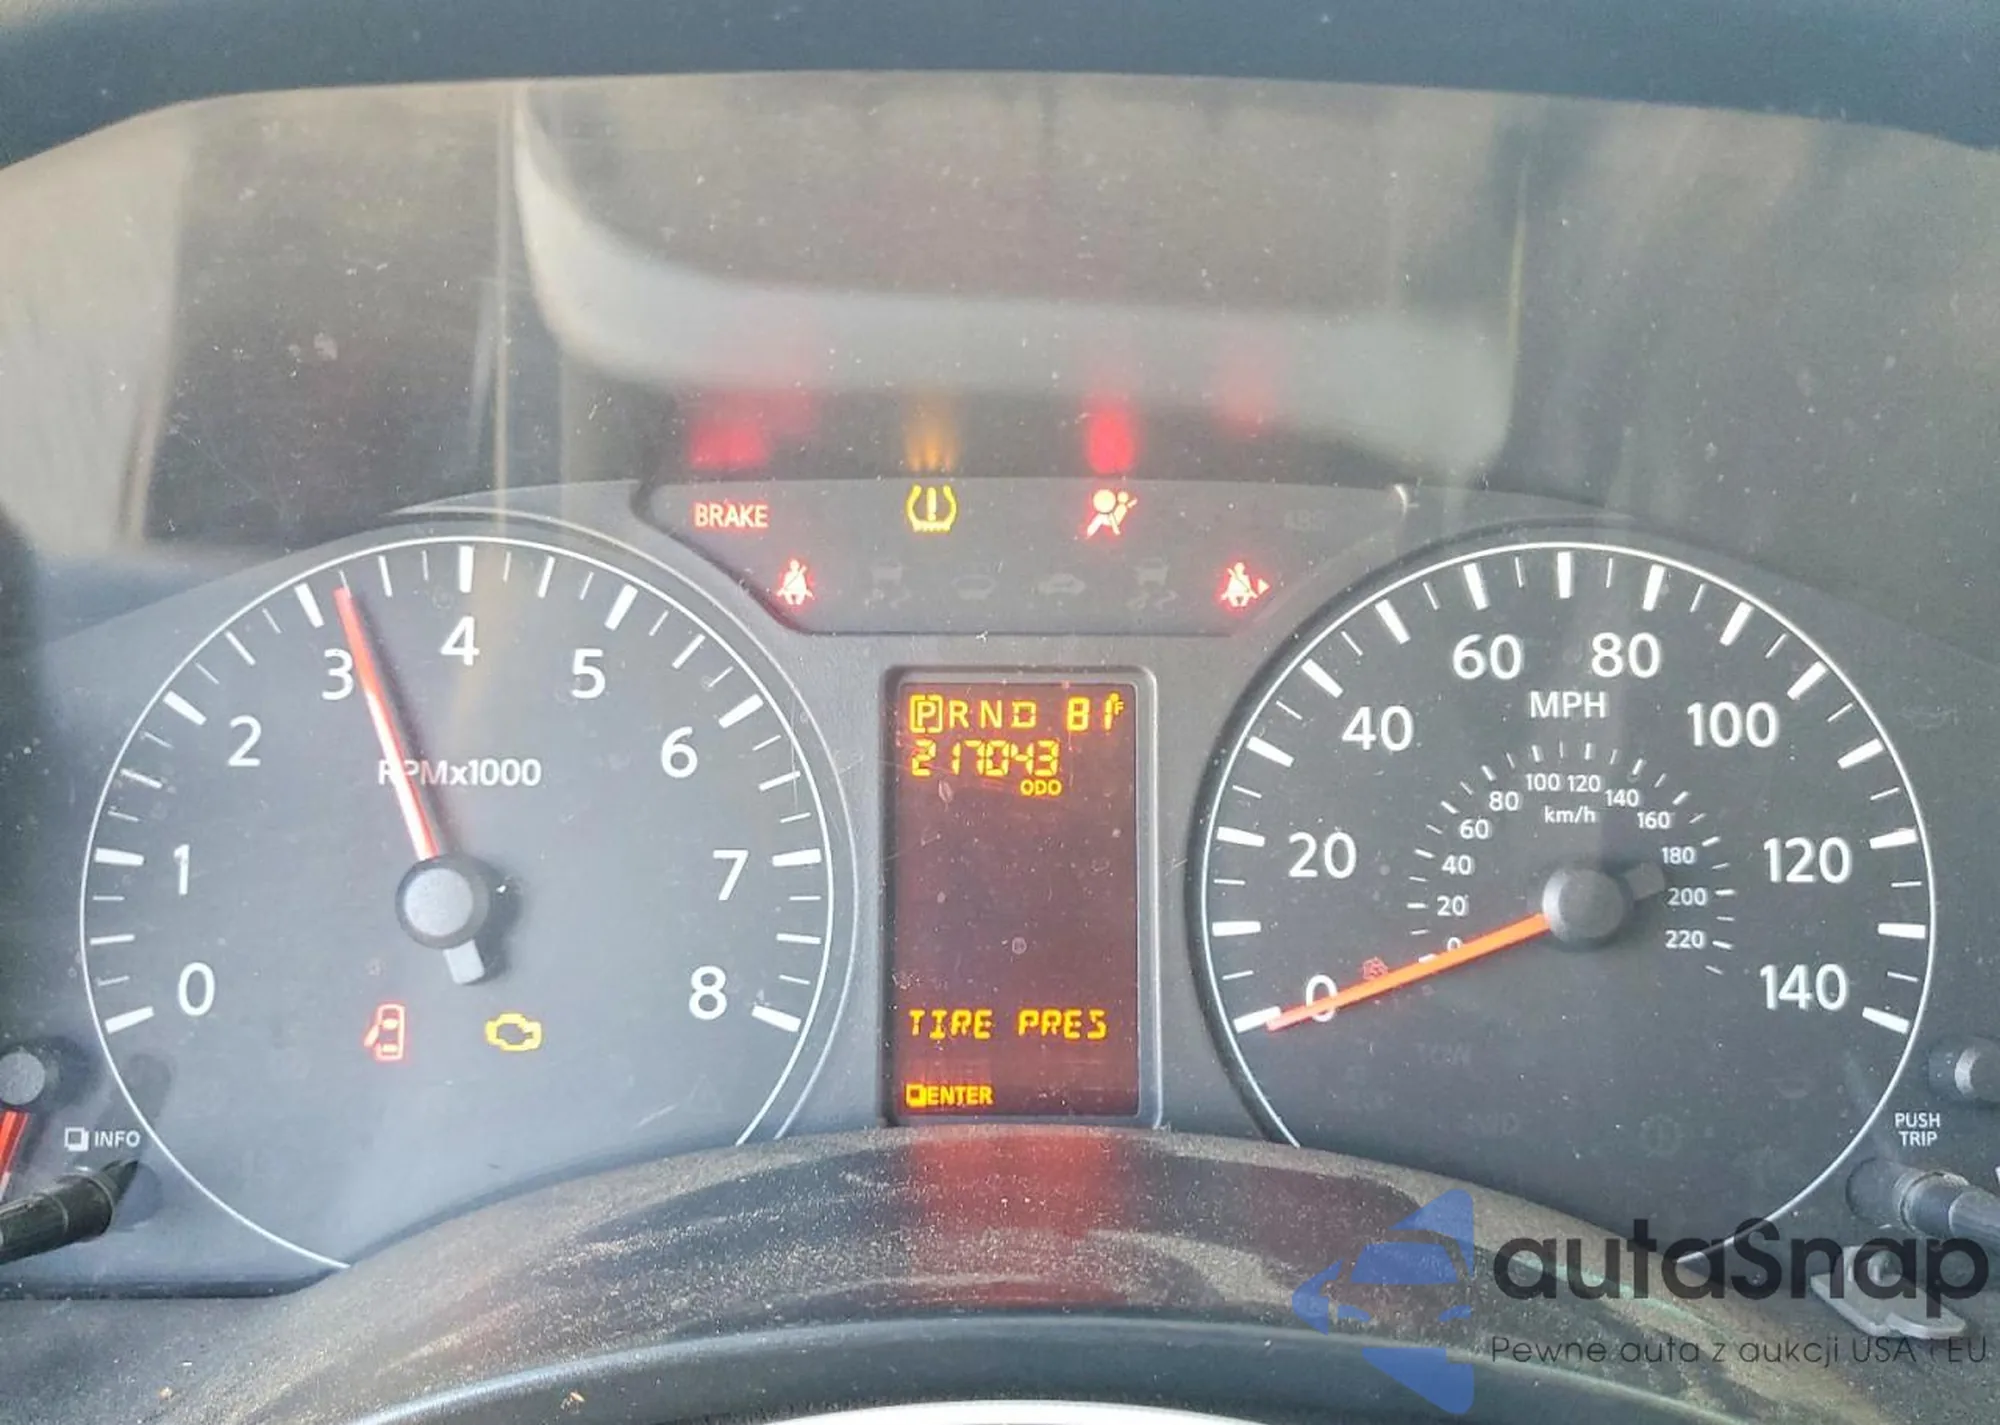 BRAKE
ABS
0
1
2
3
4
5
6
7
8
RPMx1000
INFO
P R N D 81°F
217043
ODO
TIRE PRES
ENTER
0
20
40
60
80
100
120
140
MPH
0
20
40
60
80
100
120
140
160
180
200
220
km/h
PUSH
TRIP
autaSnap
Pewne auta z aukcji USA i EU